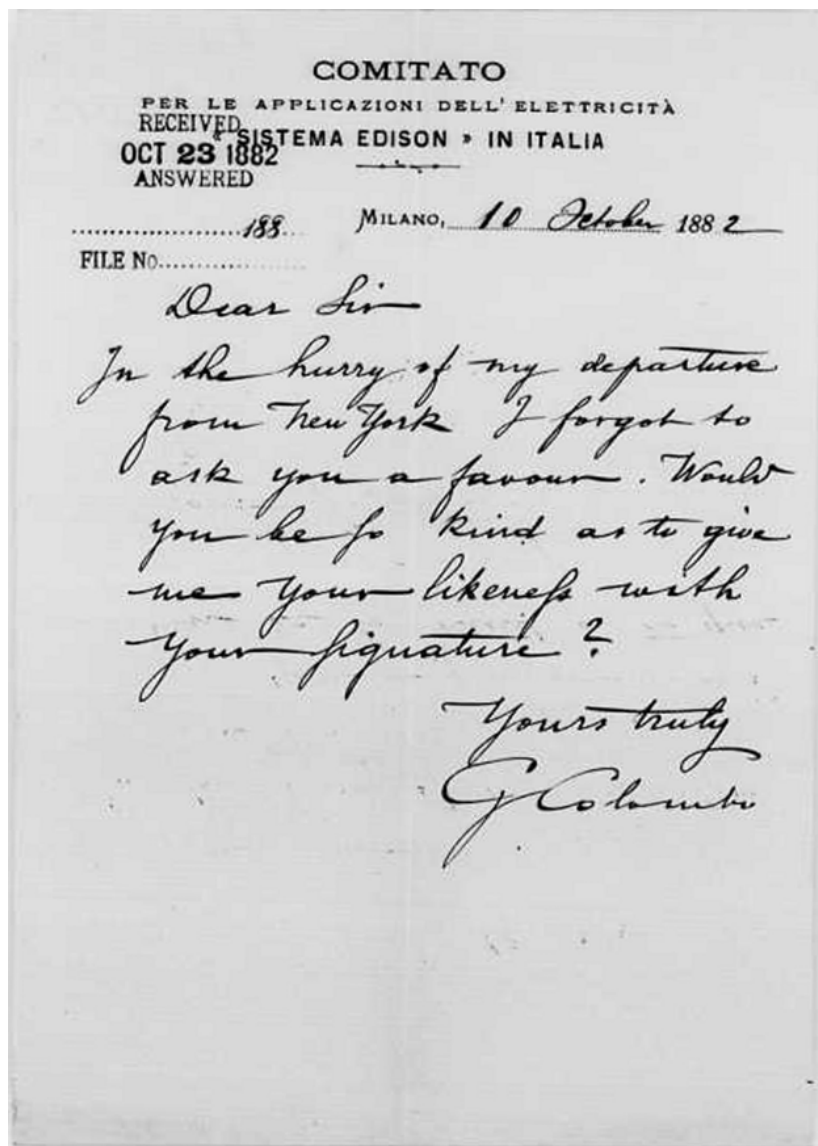 COMITATO
PER LE APPLICAZIONI DELL' ELETTRICITÀ
« SISTEMA EDISON » IN ITALIA
RECEIVED
OCT 23 1882
ANSWERED
188
FILE No
MILANO, 10 October 1882
Dear Sir
In the hurry of my departure
from New York I forgot to
ask you a favour. Would
you be so kind as to give
me your likeness with
your signature?
Yours truly
G Colombo